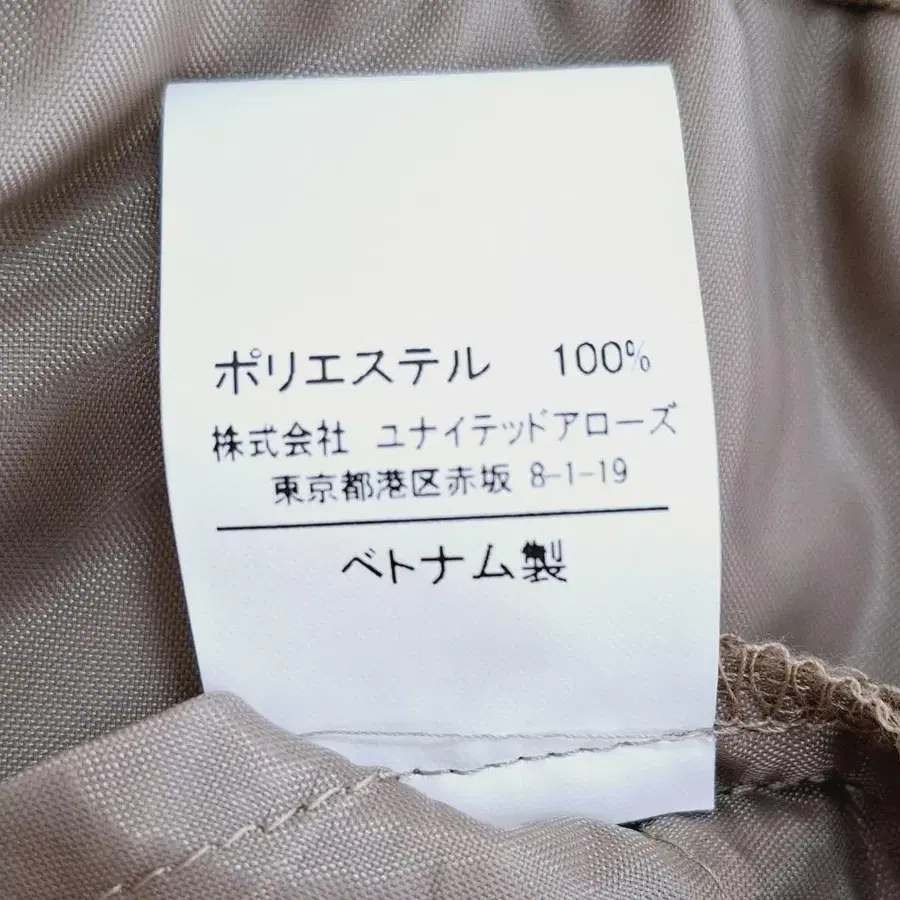 ポリエステル 100%
株式会社 ユナイテッドアローズ
東京都港区赤坂 8-1-19
ベトナム製